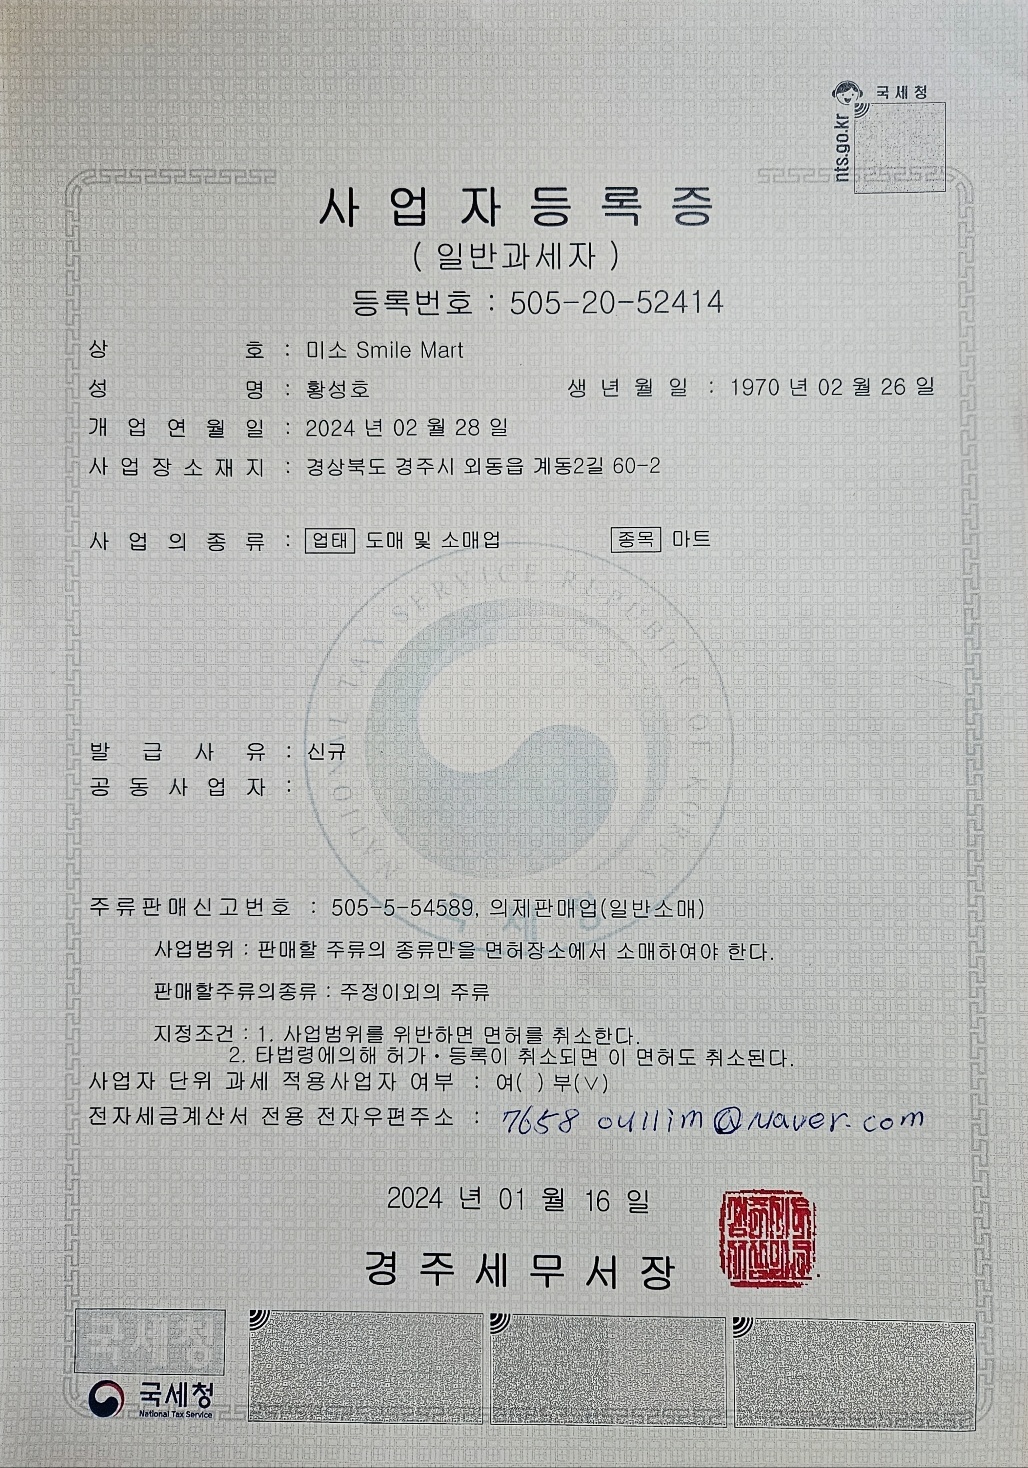 국세청
nts.go.kr
사업자등록증
( 일반과세자 )
등록번호 : 505-20-52414
상 호 : 미소 Smile Mart
성 명 : 황성호 생년월일 : 1970 년 02 월 26 일
개업연월일 : 2024 년 02 월 28 일
사업장소재지 : 경상북도 경주시 외동읍 계동2길 60-2
사업의종류 : 업태 도매 및 소매업 종목 마트
NATIONAL TAX SERVICE REPUBLIC OF KOREA
발급사유 : 신규
공동사업자 :
국세청
주류판매신고번호 : 505-5-54589, 의제판매업(일반소매)
사업범위 : 판매할 주류의 종류만을 면허장소에서 소매하여야 한다.
판매할주류의종류 : 주정이외의 주류
지정조건 : 1. 사업범위를 위반하면 면허를 취소한다.
2. 타법령에의해 허가·등록이 취소되면 이 면허도 취소된다.
사업자 단위 과세 적용사업자 여부 : 여( ) 부(∨)
전자세금계산서 전용 전자우편주소 : 7658oullim@naver.com
2024 년 01 월 16 일
경주세무서장
국세청
국세청
National Tax Service